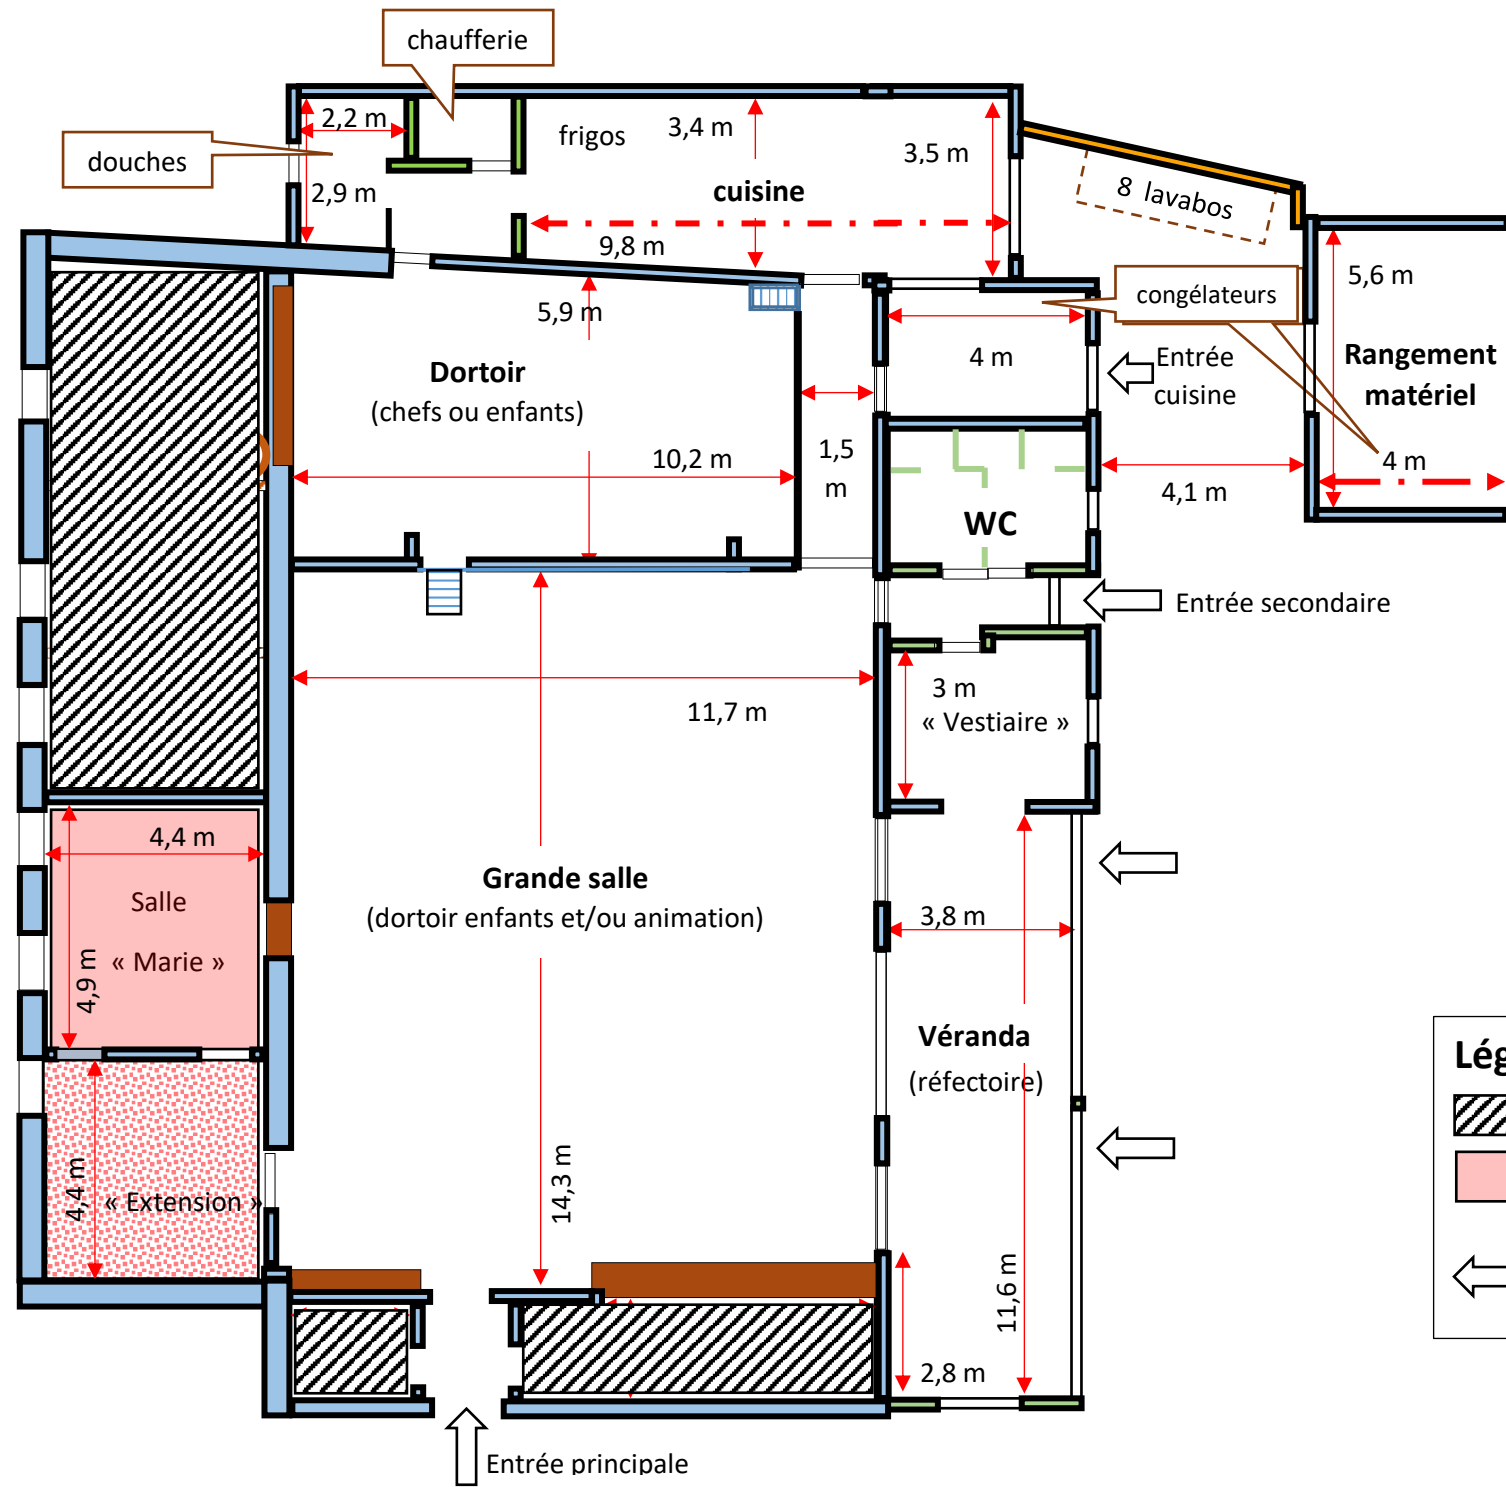 chaufferie
2,2 m
frigos
3,4 m
3,5 m
douches
2,9 m
cuisine
8 lavabos
9,8 m
5,9 m
congélateurs
5,6 m
4 m
Entrée
cuisine
Rangement
matériel
Dortoir
(chefs ou enfants)
10,2 m
1,5
m
4 m
4,1 m
WC
Entrée secondaire
3 m
« Vestiaire »
11,7 m
4,4 m
Salle
« Marie »
4,9 m
Grande salle
(dortoir enfants et/ou animation)
3,8 m
Véranda
(réfectoire)
Lég
4,4 m
« Extension »
14,3 m
11,6 m
2,8 m
Entrée principale